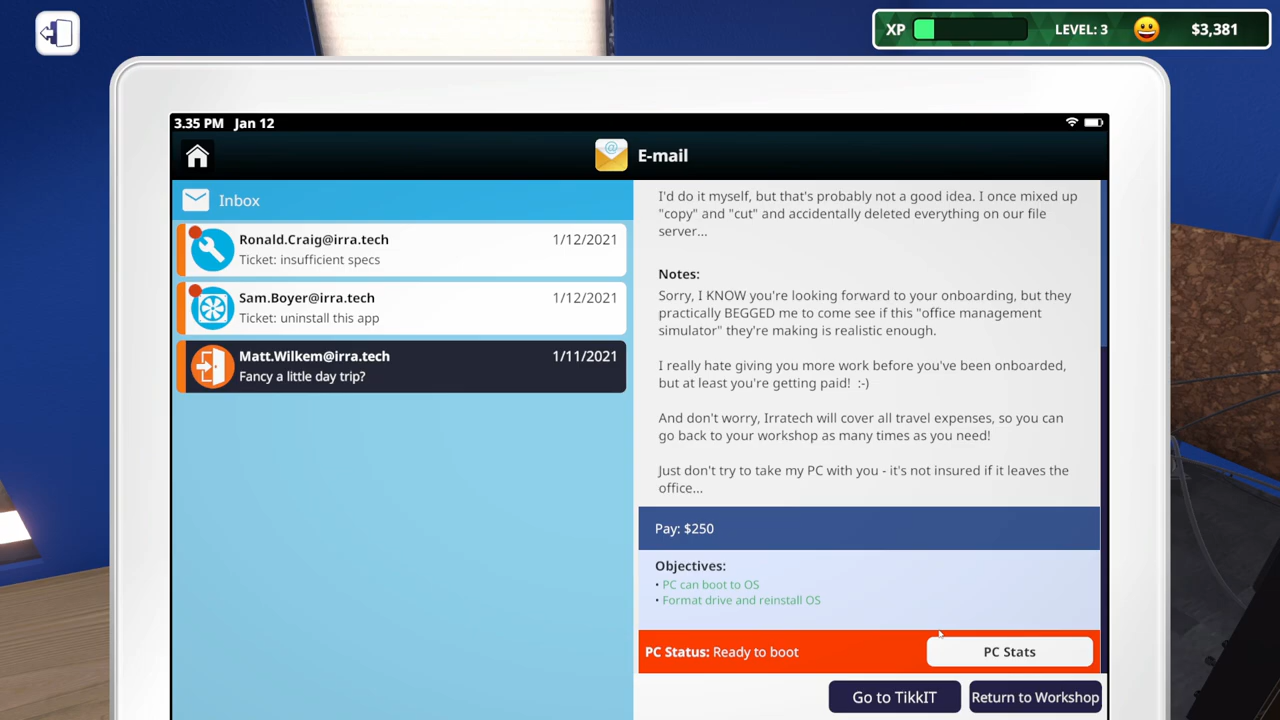 XP
LEVEL: 3
$3,381
3.35 PM Jan 12
E-mail
Inbox
Ronald.Craig@irra.tech 1/12/2021
Ticket: insufficient specs
Sam.Boyer@irra.tech 1/12/2021
Ticket: uninstall this app
Matt.Wilkem@irra.tech 1/11/2021
Fancy a little day trip?
I'd do it myself, but that's probably not a good idea. I once mixed up
"copy" and "cut" and accidentally deleted everything on our file
server...
Notes:
Sorry, I KNOW you're looking forward to your onboarding, but they
practically BEGGED me to come see if this "office management
simulator" they're making is realistic enough.
I really hate giving you more work before you've been onboarded,
but at least you're getting paid! :-)
And don't worry, Irratech will cover all travel expenses, so you can
go back to your workshop as many times as you need!
Just don't try to take my PC with you - it's not insured if it leaves the
office...
Pay: $250
Objectives:
• PC can boot to OS
• Format drive and reinstall OS
PC Status: Ready to boot
PC Stats
Go to TikkIT
Return to Workshop